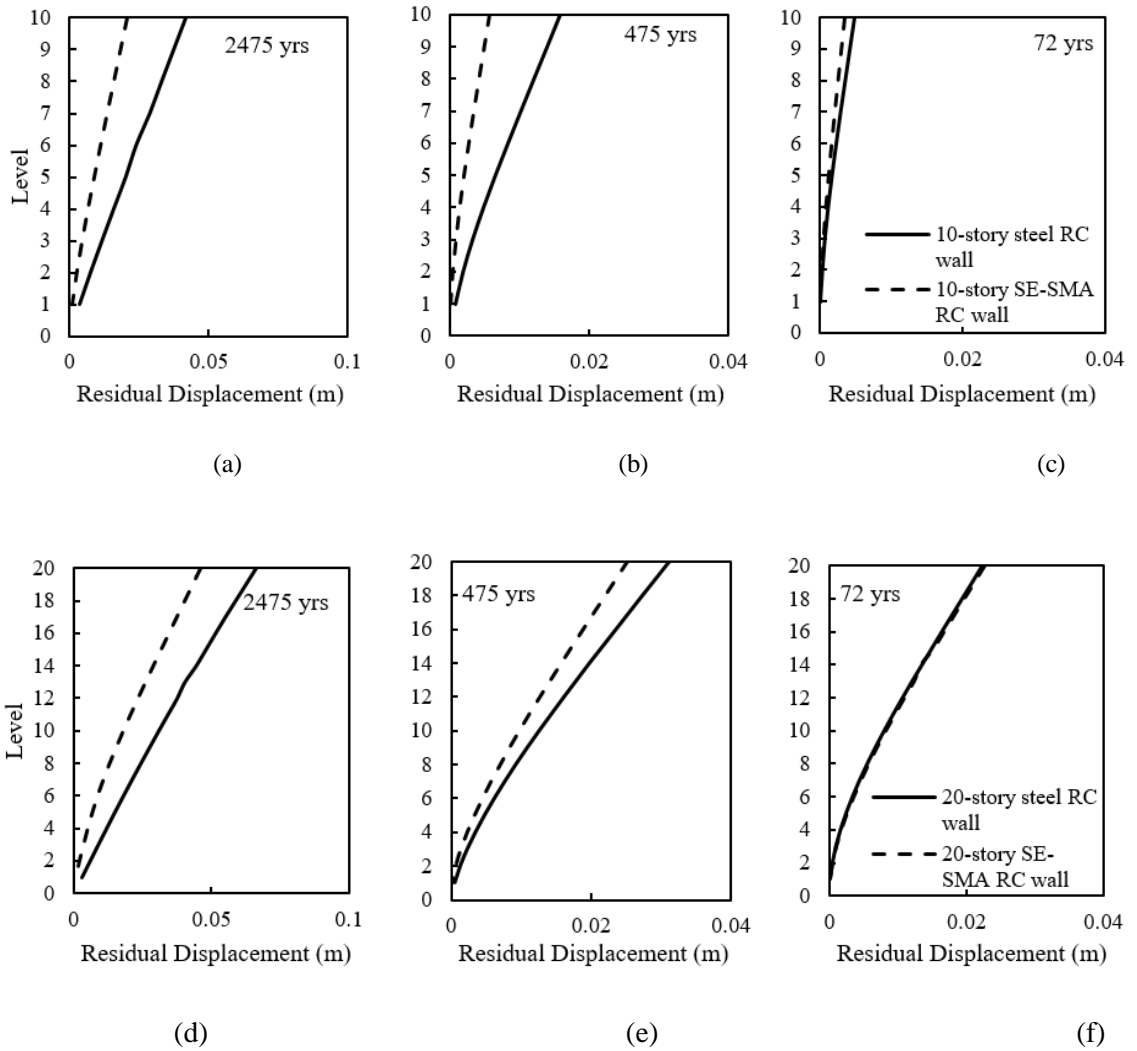 10
9
8
7
6
5
4
3
2
1
0
Level
2475 yrs
0 0.05 0.1
Residual Displacement (m)
(a)
10
9
8
7
6
5
4
3
2
1
0
475 yrs
0 0.02 0.04
Residual Displacement (m)
(b)
10
9
8
7
6
5
4
3
2
1
0
72 yrs
10-story steel RC
wall
10-story SE-SMA
RC wall
0 0.02 0.04
Residual Displacement (m)
(c)
20
18
16
14
12
10
8
6
4
2
0
Level
2475 yrs
0 0.05 0.1
Residual Displacement (m)
(d)
20
18
16
14
12
10
8
6
4
2
0
475 yrs
0 0.02 0.04
Residual Displacement (m)
(e)
20
18
16
14
12
10
8
6
4
2
0
72 yrs
20-story steel RC
wall
20-story SE-
SMA RC wall
0 0.02 0.04
Residual Displacement (m)
(f)